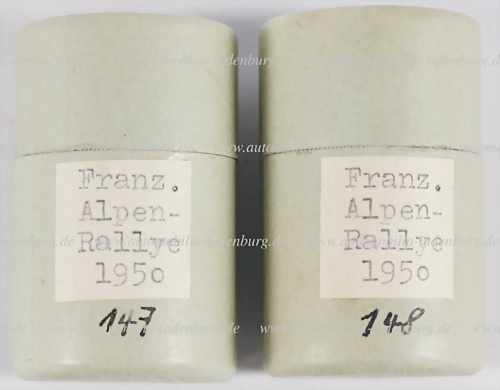 Franz.
Alpen-
Rallye
1950
147
Franz.
Alpen-
Rallye
1950
148